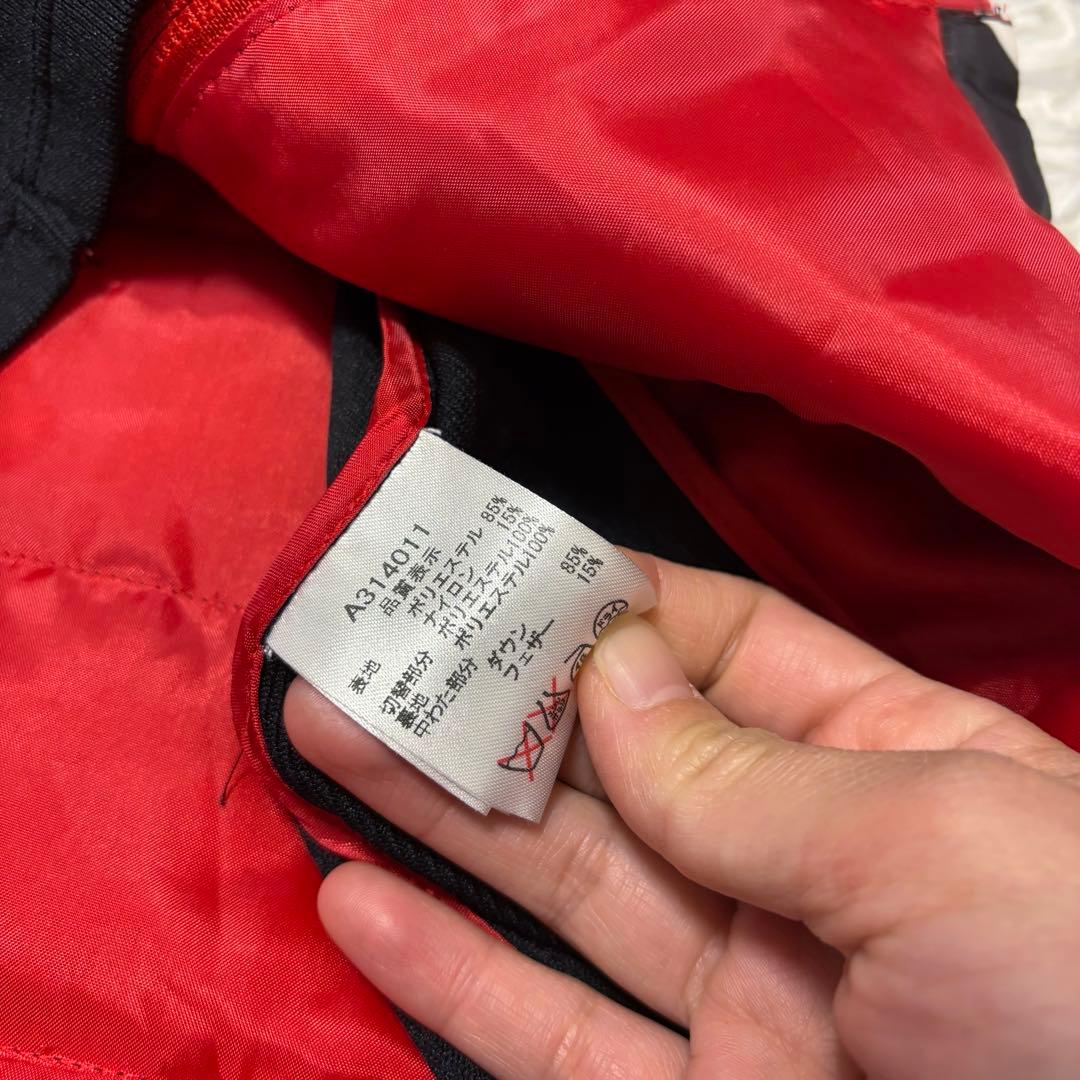 A314011
品質表示
表地 ポリエステル 85%
ナイロン 15%
切替部分 ポリエステル100%
裏地 ポリエステル100%
中わた部分 ダウン 85%
フェザー 15%
ドライ